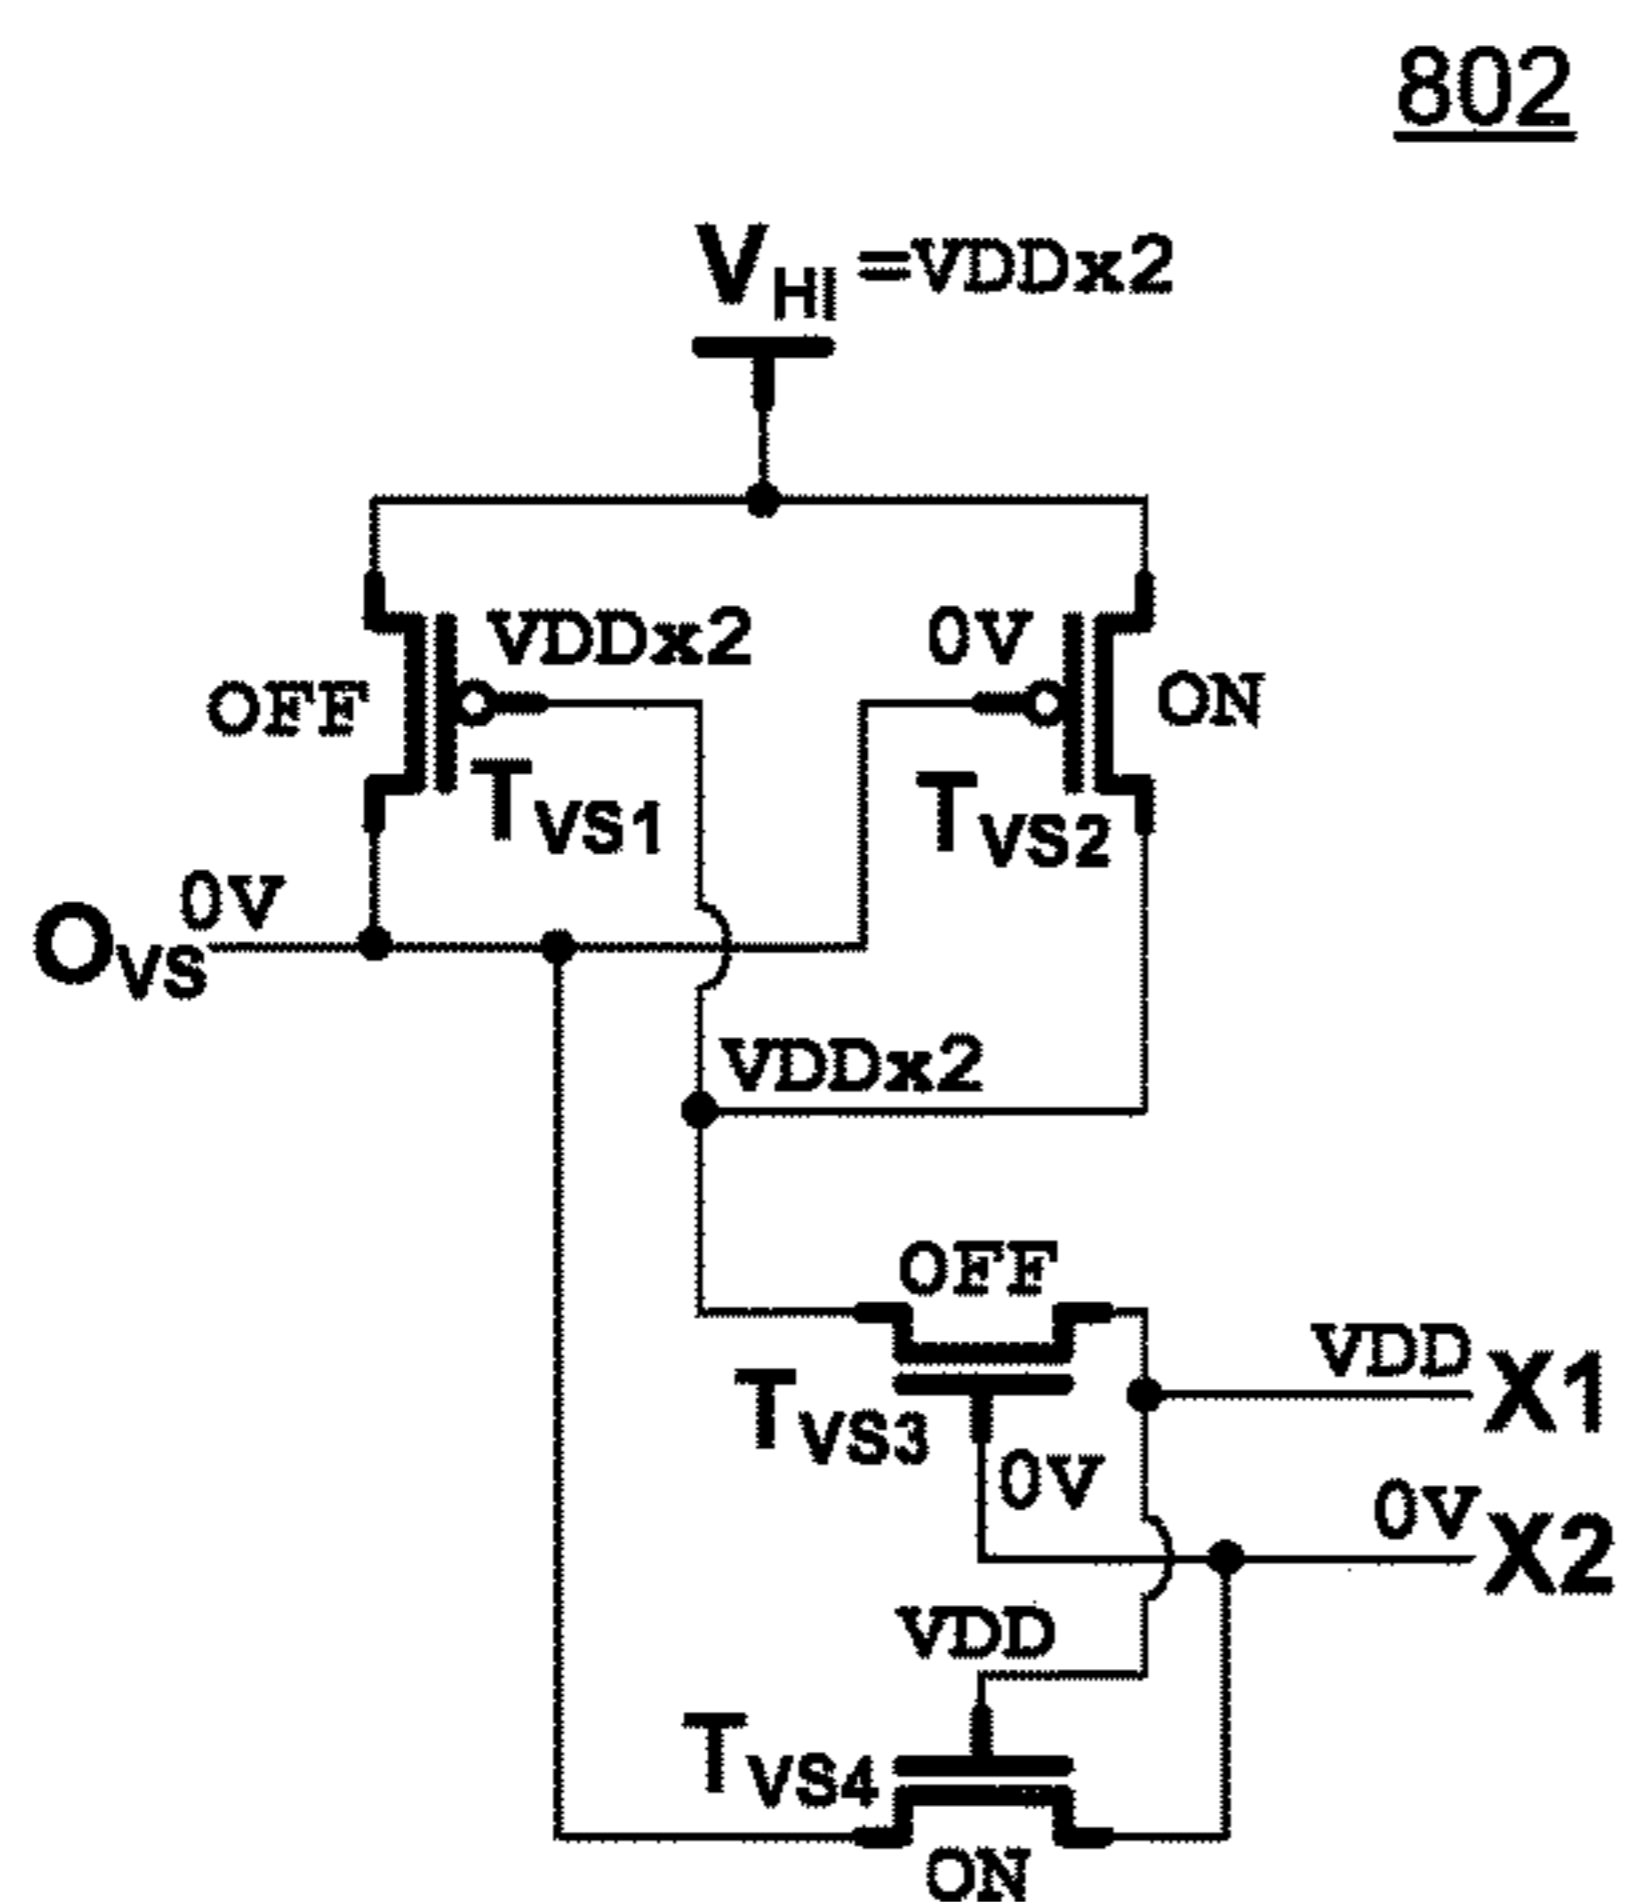 802
VHI =VDDx2
VDDx2
0V
OFF
ON
TVS1
TVS2
0V
OVS
VDDx2
OFF
VDD X1
TVS3
0V
0V X2
VDD
TVS4
ON